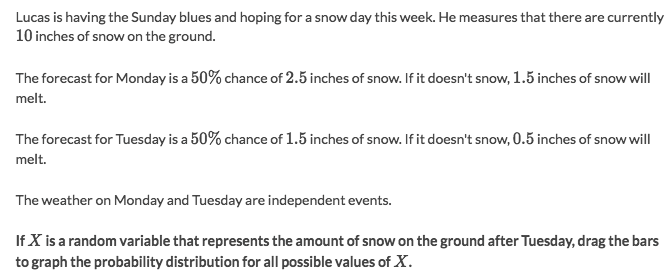 Lucas is having the Sunday blues and hoping for a snow day this week. He measures that there are currently
10 inches of snow on the ground.
The forecast for Monday is a 50% chance of 2.5 inches of snow. If it doesn't snow, 1.5 inches of snow will
melt.
The forecast for Tuesday is a 50% chance of 1.5 inches of snow. If it doesn't snow, 0.5 inches of snow will
melt.
The weather on Monday and Tuesday are independent events.
If X is a random variable that represents the amount of snow on the ground after Tuesday, drag the bars
to graph the probability distribution for all possible values of X.